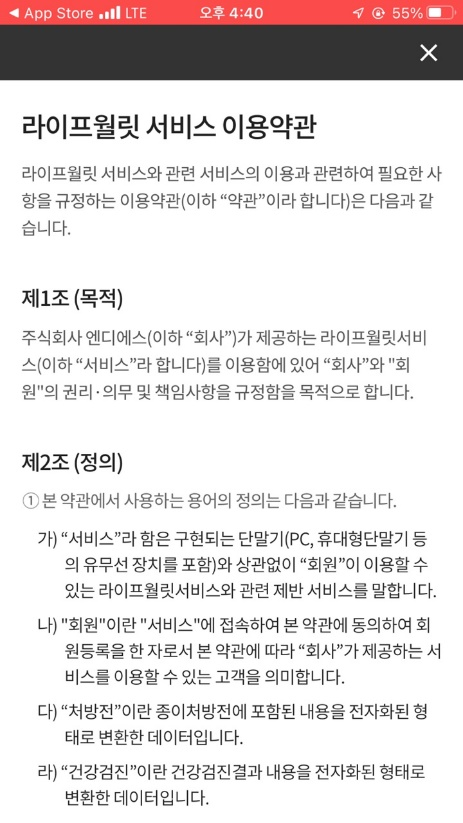 ◀ App Store LTE 오후 4:40 55%
라이프월릿 서비스 이용약관
라이프월릿 서비스와 관련 서비스의 이용과 관련하여 필요한 사
항을 규정하는 이용약관(이하 “약관”이라 합니다)은 다음과 같
습니다.
제1조 (목적)
주식회사 엔디에스(이하 “회사”)가 제공하는 라이프월릿서비
스(이하 “서비스”라 합니다)를 이용함에 있어 “회사”와 "회
원"의 권리·의무 및 책임사항을 규정함을 목적으로 합니다.
제2조 (정의)
① 본 약관에서 사용하는 용어의 정의는 다음과 같습니다.
가) “서비스”라 함은 구현되는 단말기(PC, 휴대형단말기 등
의 유무선 장치를 포함)와 상관없이 “회원”이 이용할 수
있는 라이프월릿서비스와 관련 제반 서비스를 말합니다.
나) "회원"이란 "서비스"에 접속하여 본 약관에 동의하여 회
원등록을 한 자로서 본 약관에 따라 “회사”가 제공하는 서
비스를 이용할 수 있는 고객을 의미합니다.
다) “처방전”이란 종이처방전에 포함된 내용을 전자화된 형
태로 변환한 데이터입니다.
라) “건강검진”이란 건강검진결과 내용을 전자화된 형태로
변환한 데이터입니다.